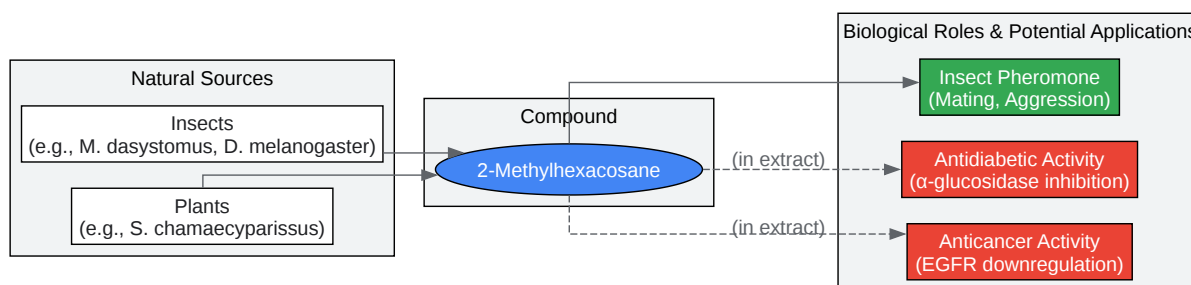 Natural Sources
Insects
(e.g., M. dasystomus, D. melanogaster)
Plants
(e.g., S. chamaecyparissus)
Compound
2-Methylhexacosane
(in extract)
(in extract)
Biological Roles & Potential Applications
Insect Pheromone
(Mating, Aggression)
Antidiabetic Activity
(α-glucosidase inhibition)
Anticancer Activity
(EGFR downregulation)